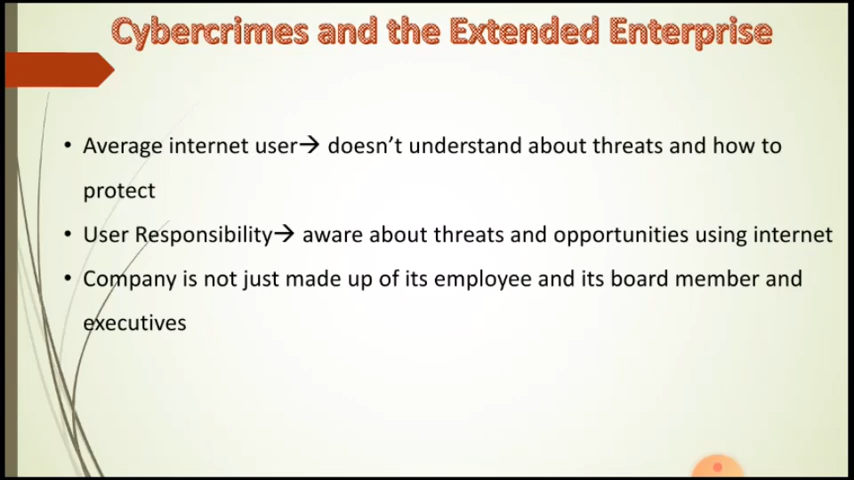 Cybercrimes and the Extended Enterprise
• Average internet user→ doesn't understand about threats and how to
protect
• User Responsibility→ aware about threats and opportunities using internet
• Company is not just made up of its employee and its board member and
executives